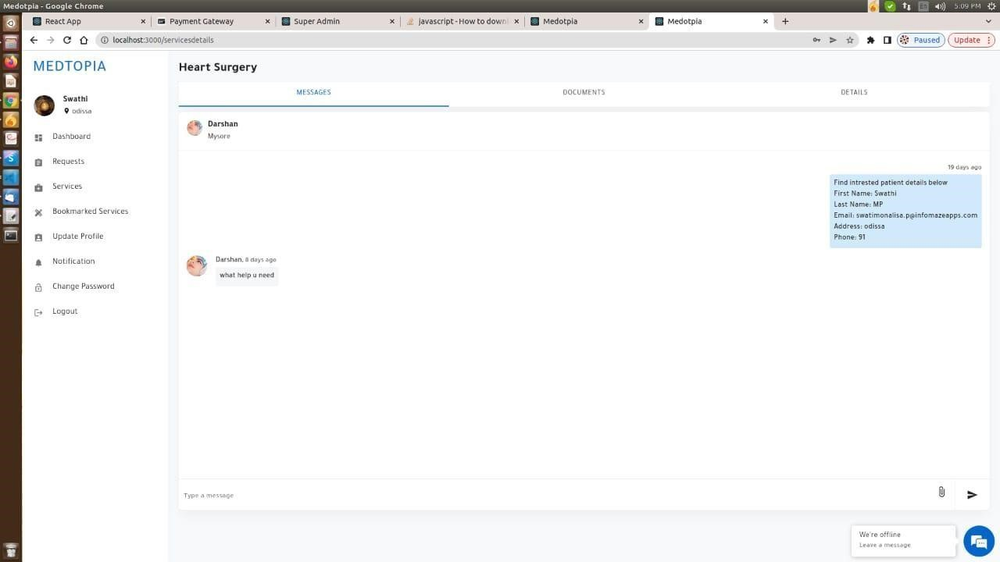 Medotpia - Google Chrome
En
5:09 PM
React App
Payment Gateway
Super Admin
javascript - How to downl
Medotpia
Medotpia
localhost:3000/servicesdetails
Paused
Update
MEDTOPIA
Swathi
odissa
Dashboard
Requests
Services
Bookmarked Services
Update Profile
Notification
Change Password
Logout
Heart Surgery
MESSAGES
DOCUMENTS
DETAILS
Darshan
Mysore
19 days ago
Find intrested patient details below
First Name: Swathi
Last Name: MP
Email: swatimonalisa.p@infomazeapps.com
Address: odissa
Phone: 91
Darshan, 8 days ago
what help u need
Type a message
We're offline
Leave a message